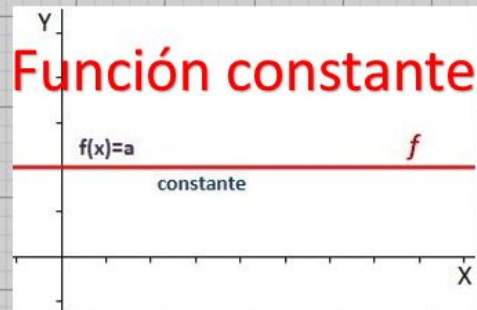 Y
Función constante
f(x)=a
f
constante
X